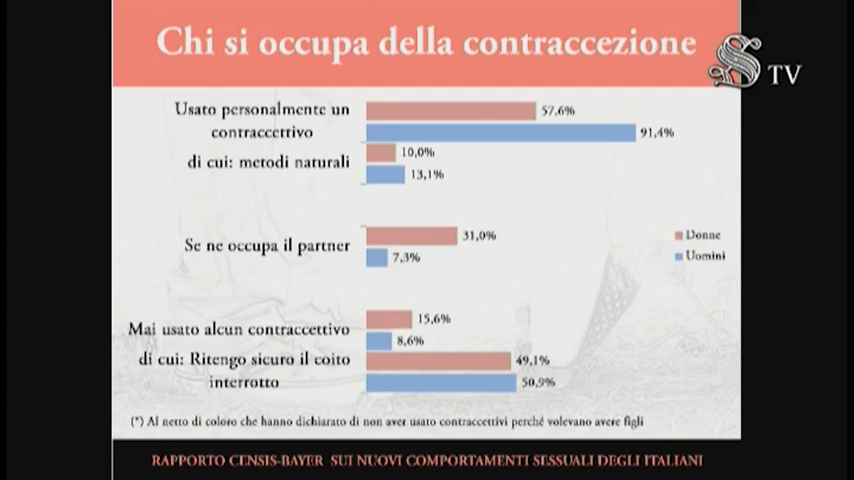 Chi si occupa della contraccezione
S TV
Usato personalmente un
contraccettivo
57,6%
91,4%
di cui: metodi naturali
10,0%
13,1%
Se ne occupa il partner
31,0%
7,3%
Donne
Uomini
Mai usato alcun contraccettivo
15,6%
8,6%
di cui: Ritengo sicuro il coito
interrotto
49,1%
50,9%
(*) Al netto di coloro che hanno dichiarato di non aver usato contraccettivi perché volevano avere figli
RAPPORTO CENSIS-BAYER SUI NUOVI COMPORTAMENTI SESSUALI DEGLI ITALIANI